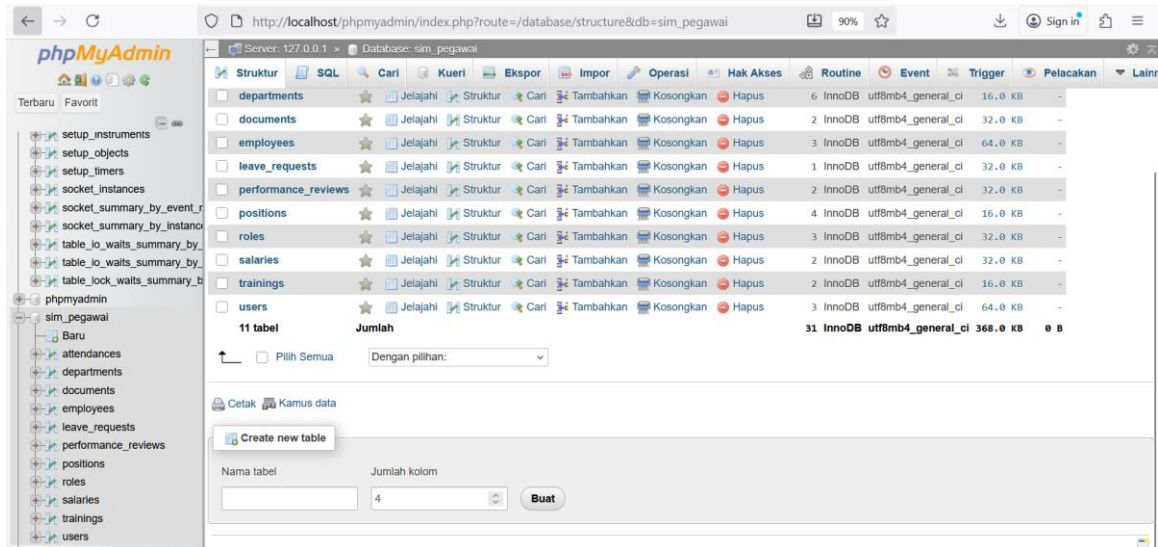 http://localhost/phpmyadmin/index.php?route=/database/structure&db=sim_pegawai 90% Sign in
phpMyAdmin
Terbaru Favorit
setup_instruments
setup_objects
setup_timers
socket_instances
socket_summary_by_event_n
socket_summary_by_instanc
table_io_waits_summary_by_
table_io_waits_summary_by_
table_lock_waits_summary_b
phpmyadmin
sim_pegawai
Baru
attendances
departments
documents
employees
leave_requests
performance_reviews
positions
roles
salaries
trainings
users
Server: 127.0.0.1 » Database: sim_pegawai
Struktur SQL Cari Kueri Ekspor Impor Operasi Hak Akses Routine Event Trigger Pelacakan Lainn
departments Jelajahi Struktur Cari Tambahkan Kosongkan Hapus 6 InnoDB utf8mb4_general_ci 16.0 KB -
documents Jelajahi Struktur Cari Tambahkan Kosongkan Hapus 2 InnoDB utf8mb4_general_ci 32.0 KB -
employees Jelajahi Struktur Cari Tambahkan Kosongkan Hapus 3 InnoDB utf8mb4_general_ci 64.0 KB -
leave_requests Jelajahi Struktur Cari Tambahkan Kosongkan Hapus 1 InnoDB utf8mb4_general_ci 32.0 KB -
performance_reviews Jelajahi Struktur Cari Tambahkan Kosongkan Hapus 2 InnoDB utf8mb4_general_ci 32.0 KB -
positions Jelajahi Struktur Cari Tambahkan Kosongkan Hapus 4 InnoDB utf8mb4_general_ci 16.0 KB -
roles Jelajahi Struktur Cari Tambahkan Kosongkan Hapus 3 InnoDB utf8mb4_general_ci 32.0 KB -
salaries Jelajahi Struktur Cari Tambahkan Kosongkan Hapus 2 InnoDB utf8mb4_general_ci 32.0 KB -
trainings Jelajahi Struktur Cari Tambahkan Kosongkan Hapus 2 InnoDB utf8mb4_general_ci 16.0 KB -
users Jelajahi Struktur Cari Tambahkan Kosongkan Hapus 3 InnoDB utf8mb4_general_ci 64.0 KB -
11 tabel Jumlah 31 InnoDB utf8mb4_general_ci 368.0 KB 0 B
Pilih Semua Dengan pilihan:
Cetak Kamus data
Create new table
Nama tabel Jumlah kolom
4 Buat